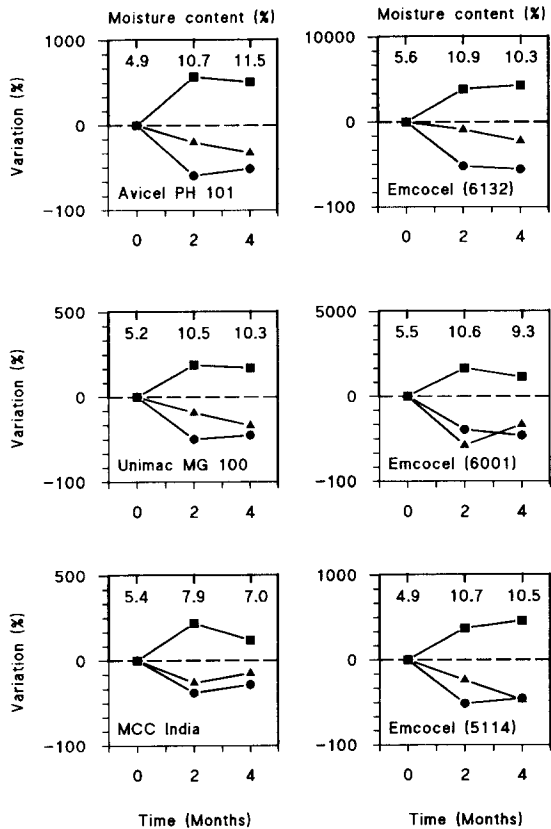 Moisture content (%)
Moisture content (%)
1000
4.9 10.7 11.5
0
-100
Variation (%)
Avicel PH 101
0 2 4
10000
5.6 10.9 10.3
0
-100
Emcocel (6132)
0 2 4
500
5.2 10.5 10.3
0
-100
Variation (%)
Unimac MG 100
0 2 4
5000
5.5 10.6 9.3
0
-100
Emcocel (6001)
0 2 4
500
5.4 7.9 7.0
0
-100
Variation (%)
MCC India
0 2 4
Time (Months)
1000
4.9 10.7 10.5
0
-100
Emcocel (5114)
0 2 4
Time (Months)